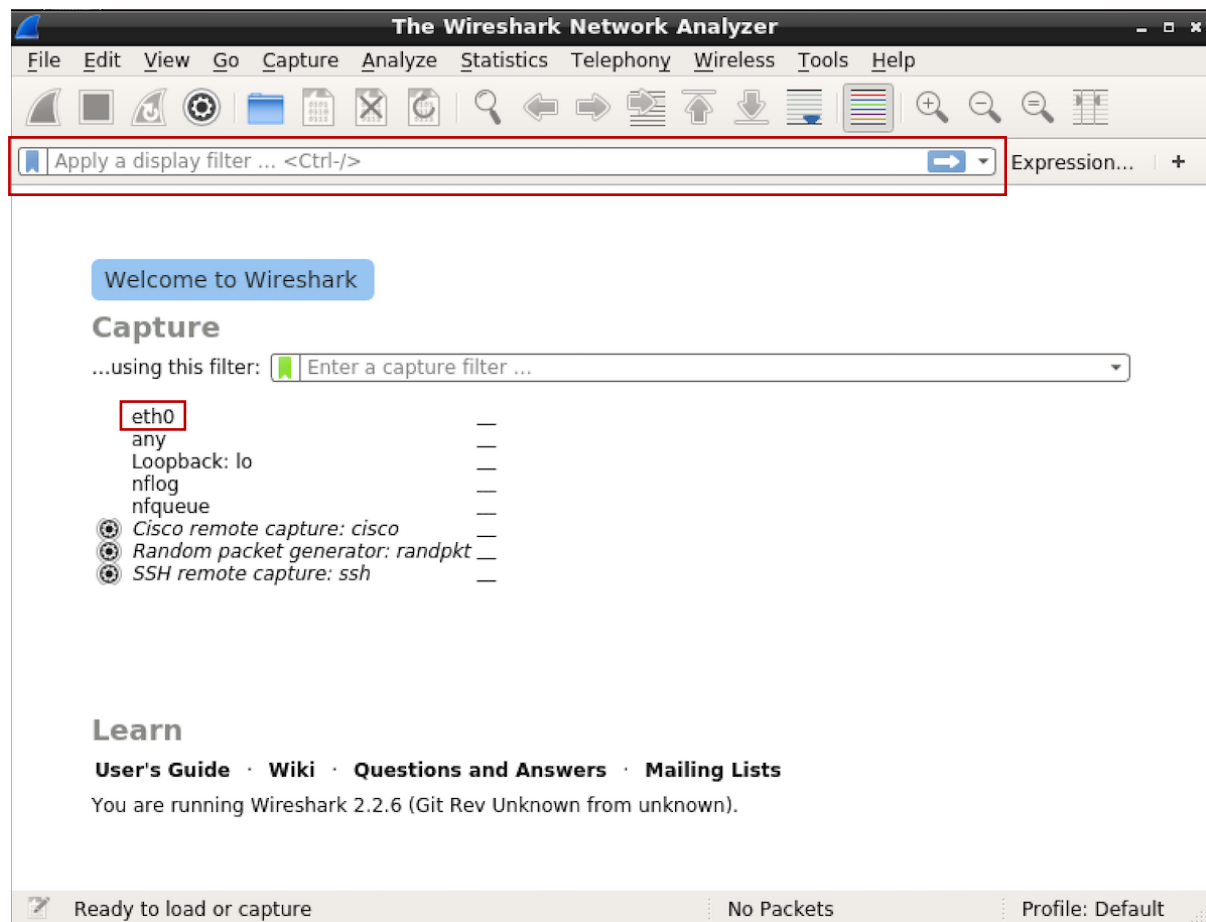 The Wireshark Network Analyzer
File Edit View Go Capture Analyze Statistics Telephony Wireless Tools Help
Apply a display filter ... <Ctrl-/> Expression... +
Welcome to Wireshark
Capture
...using this filter: Enter a capture filter ...
eth0
any
Loopback: lo
nflog
nfqueue
Cisco remote capture: cisco
Random packet generator: randpkt
SSH remote capture: ssh
Learn
User's Guide · Wiki · Questions and Answers · Mailing Lists
You are running Wireshark 2.2.6 (Git Rev Unknown from unknown).
Ready to load or capture No Packets Profile: Default